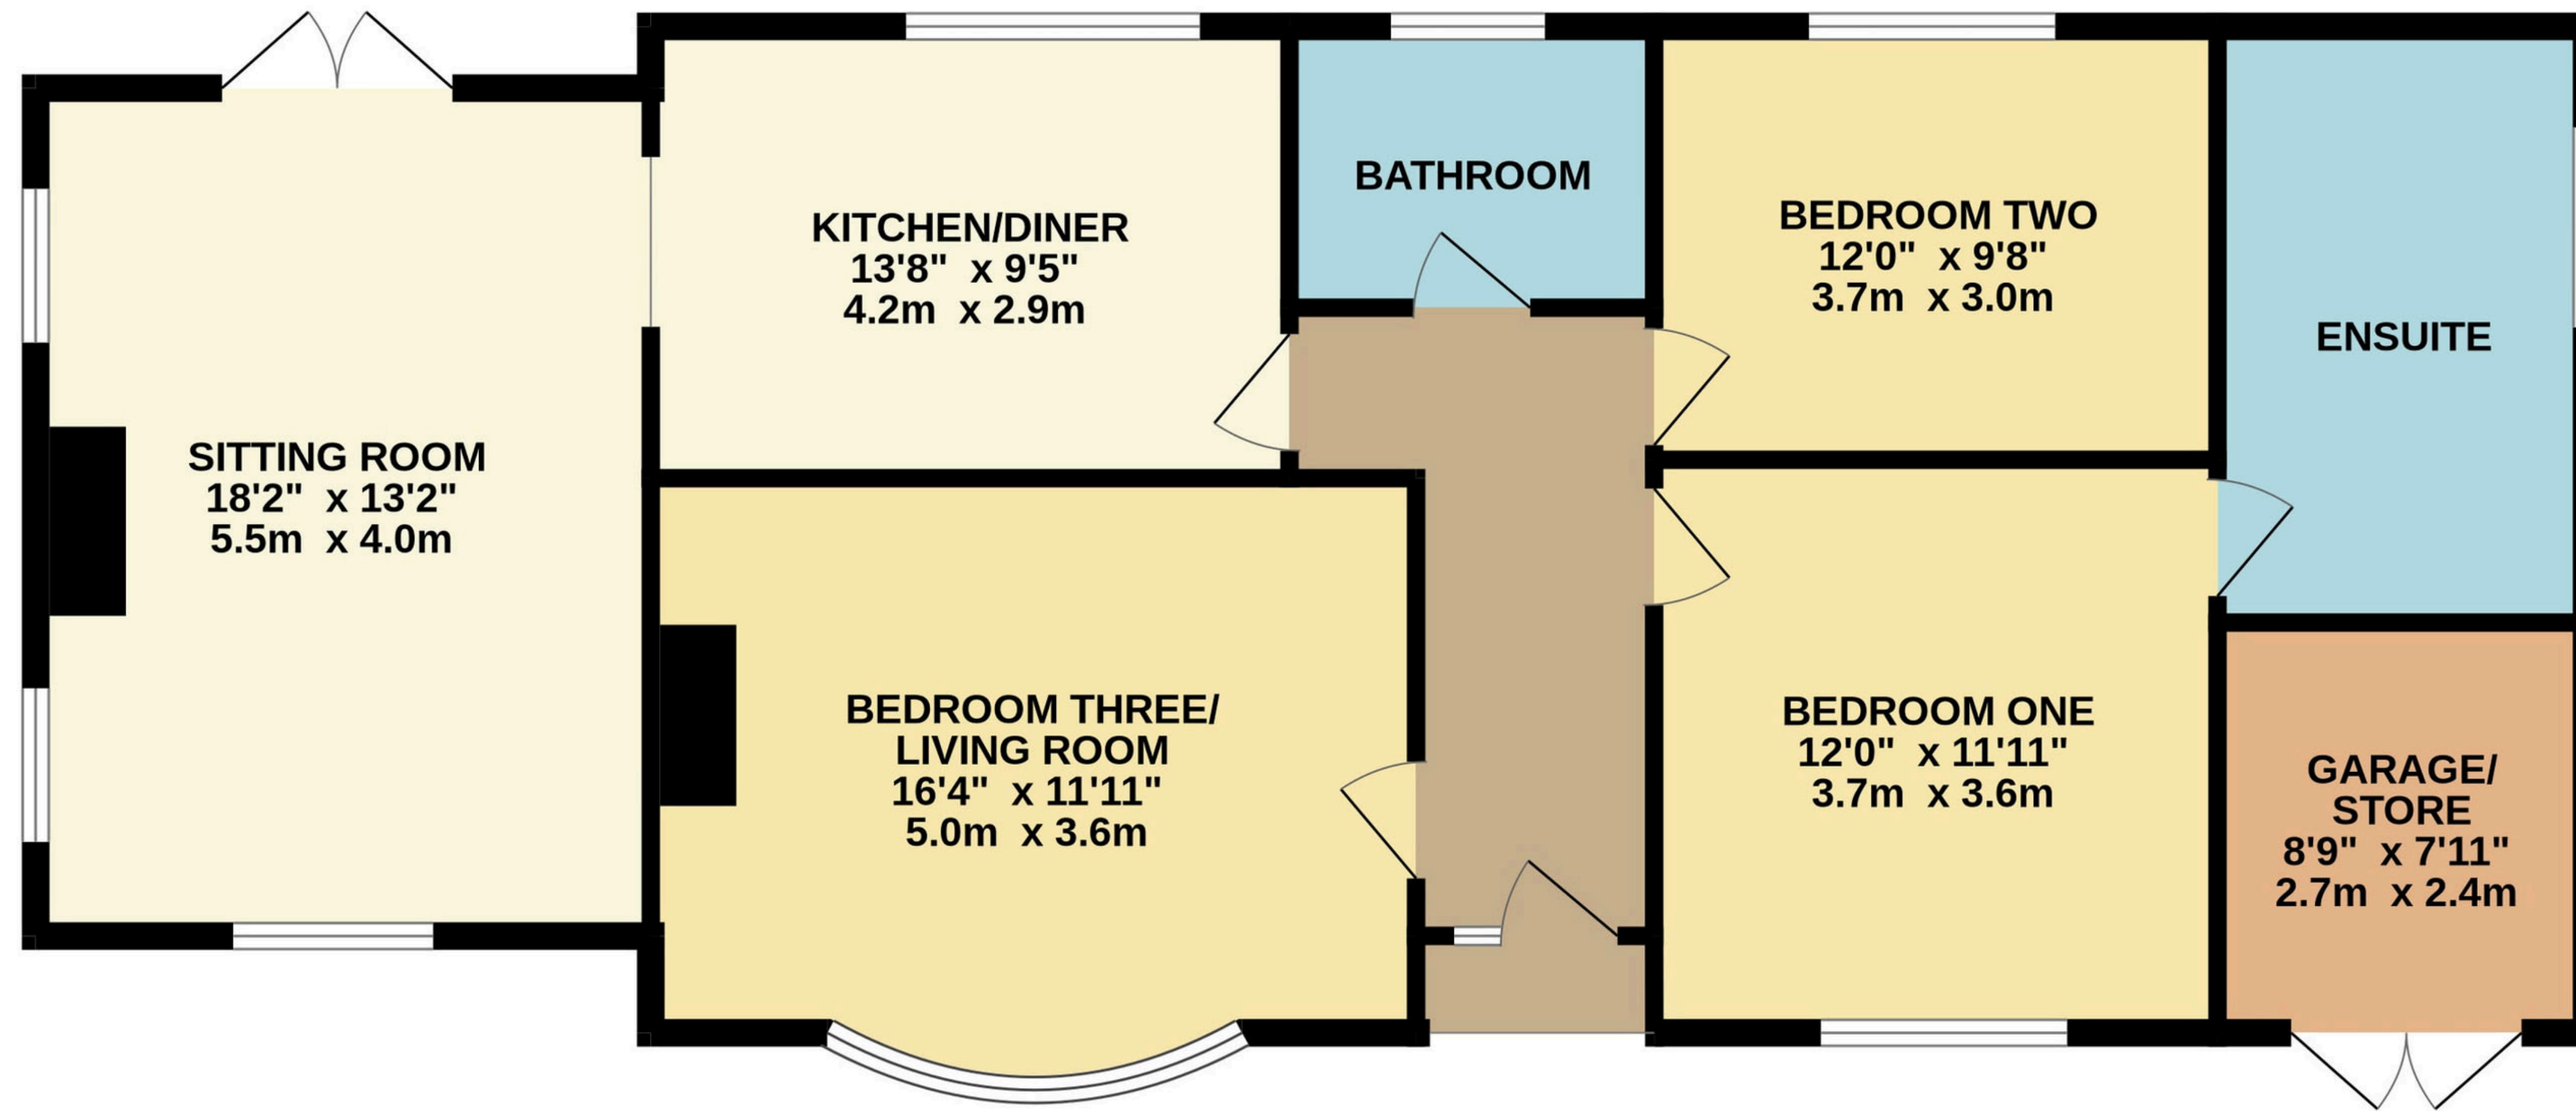 SITTING ROOM
18'2"  x 13'2"
5.5m  x 4.0m
KITCHEN/DINER
13'8"  x 9'5"
4.2m  x 2.9m
BATHROOM
BEDROOM TWO
12'0"  x 9'8"
3.7m  x 3.0m
ENSUITE
BEDROOM THREE/
LIVING ROOM
16'4"  x 11'11"
5.0m  x 3.6m
BEDROOM ONE
12'0"  x 11'11"
3.7m  x 3.6m
GARAGE/
STORE
8'9"  x 7'11"
2.7m  x 2.4m